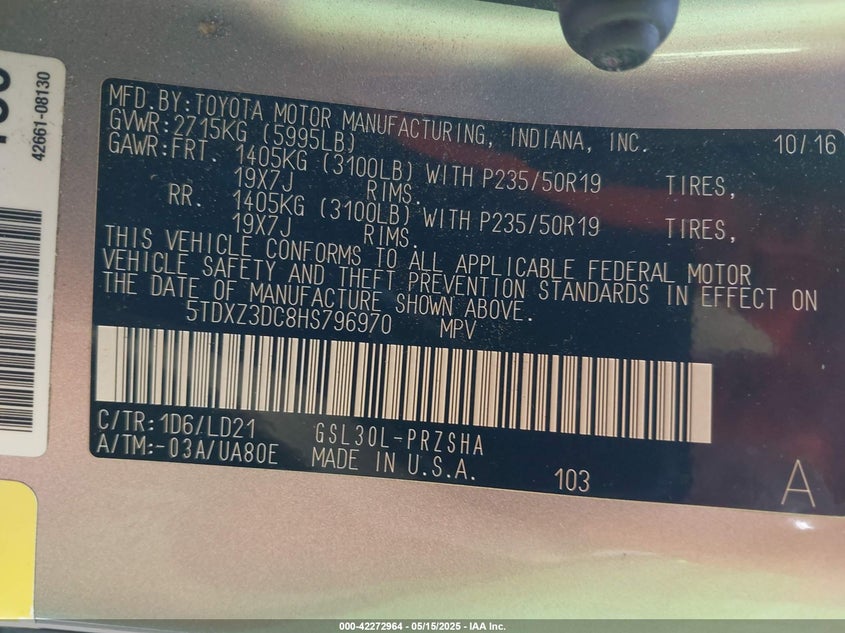 42661-08130
MFD.BY:TOYOTA MOTOR MANUFACTURING, INDIANA, INC. 10/16
GVWR:2715KG (5995LB)
GAWR:FRT. 1405KG (3100LB) WITH P235/50R19 TIRES,
19X7J RIMS.
RR. 1405KG (3100LB) WITH P235/50R19 TIRES,
19X7J RIMS.
THIS VEHICLE CONFORMS TO ALL APPLICABLE FEDERAL MOTOR
VEHICLE SAFETY AND THEFT PREVENTION STANDARDS IN EFFECT ON
THE DATE OF MANUFACTURE SHOWN ABOVE.
5TDXZ3DC8HS796970 MPV
C/TR:1D6/LD21 GSL30L-PRZSHA
A/TM:-03A/UA80E MADE IN U.S.A. 103 A
000-42272964 - 05/15/2025 - IAA Inc.